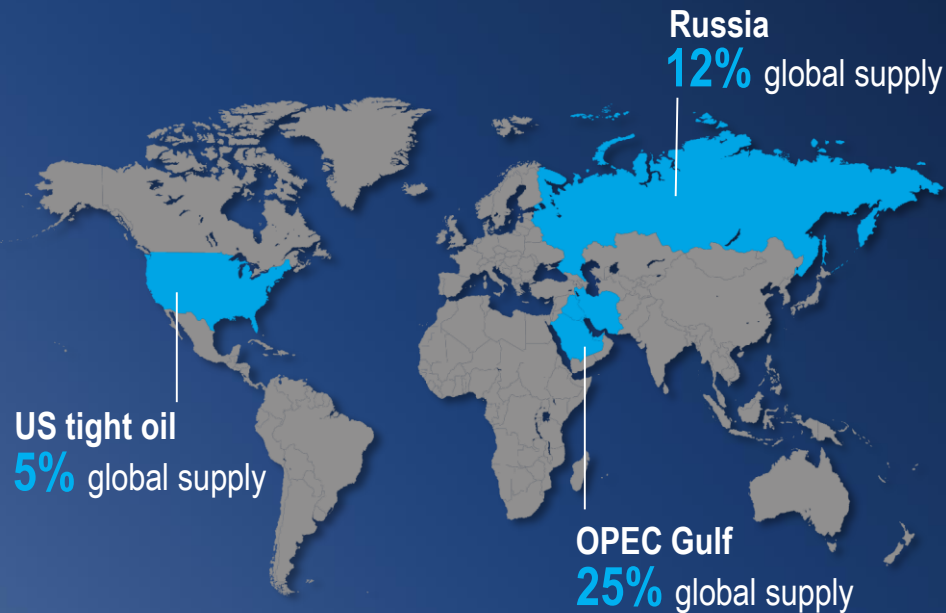 Russia
12% global supply
US tight oil
5% global supply
OPEC Gulf
25% global supply